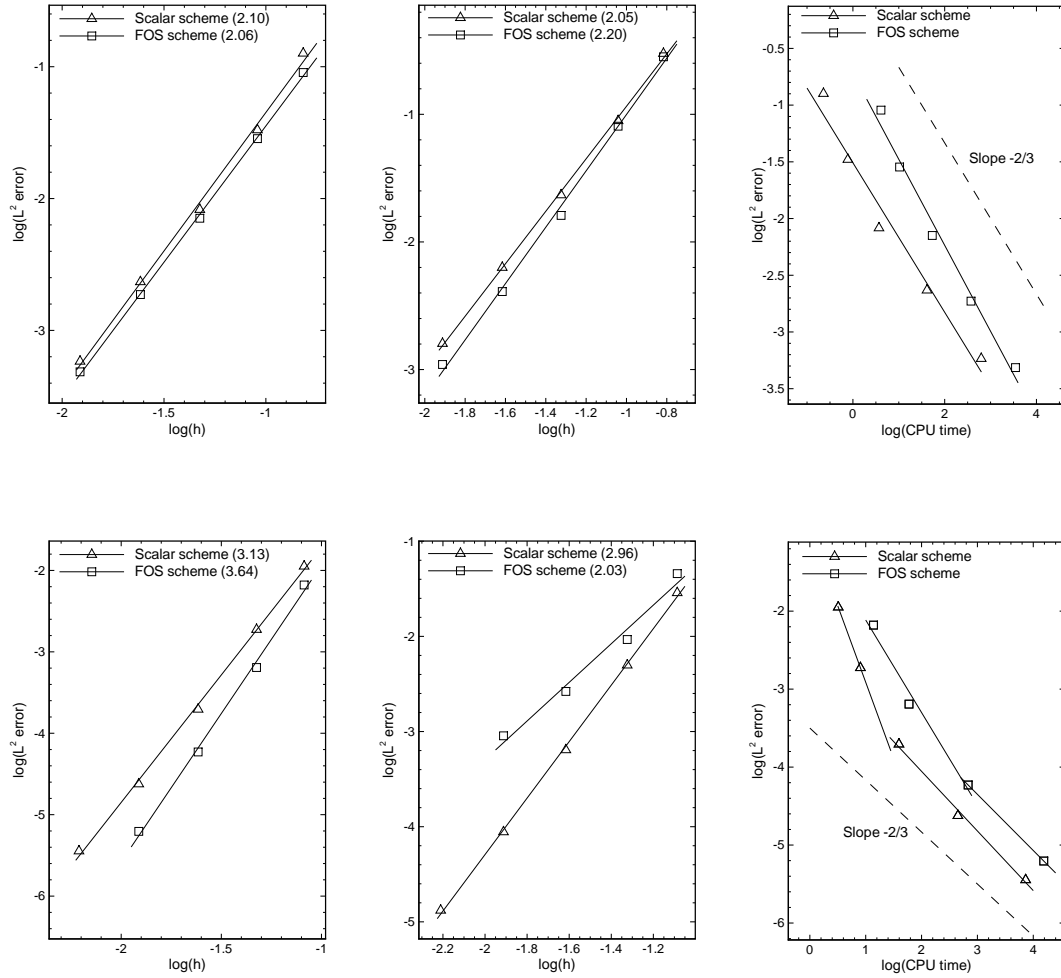 Scalar scheme (2.10)
FOS scheme (2.06)
-1
-2
-3
log(L² error)
-2
-1.5
-1
log(h)
Scalar scheme (2.05)
FOS scheme (2.20)
-1
-2
-3
log(L² error)
-2
-1.8
-1.6
-1.4
-1.2
-1
-0.8
log(h)
Scalar scheme
FOS scheme
Slope -2/3
-0.5
-1
-1.5
-2
-2.5
-3
-3.5
log(L² error)
0
2
4
log(CPU time)
Scalar scheme (3.13)
FOS scheme (3.64)
-2
-3
-4
-5
-6
log(L² error)
-2
-1.5
-1
log(h)
Scalar scheme (2.96)
FOS scheme (2.03)
-1
-2
-3
-4
-5
log(L² error)
-2.2
-2
-1.8
-1.6
-1.4
-1.2
log(h)
Scalar scheme
FOS scheme
Slope -2/3
-2
-3
-4
-5
-6
log(L² error)
0
1
2
3
4
log(CPU time)